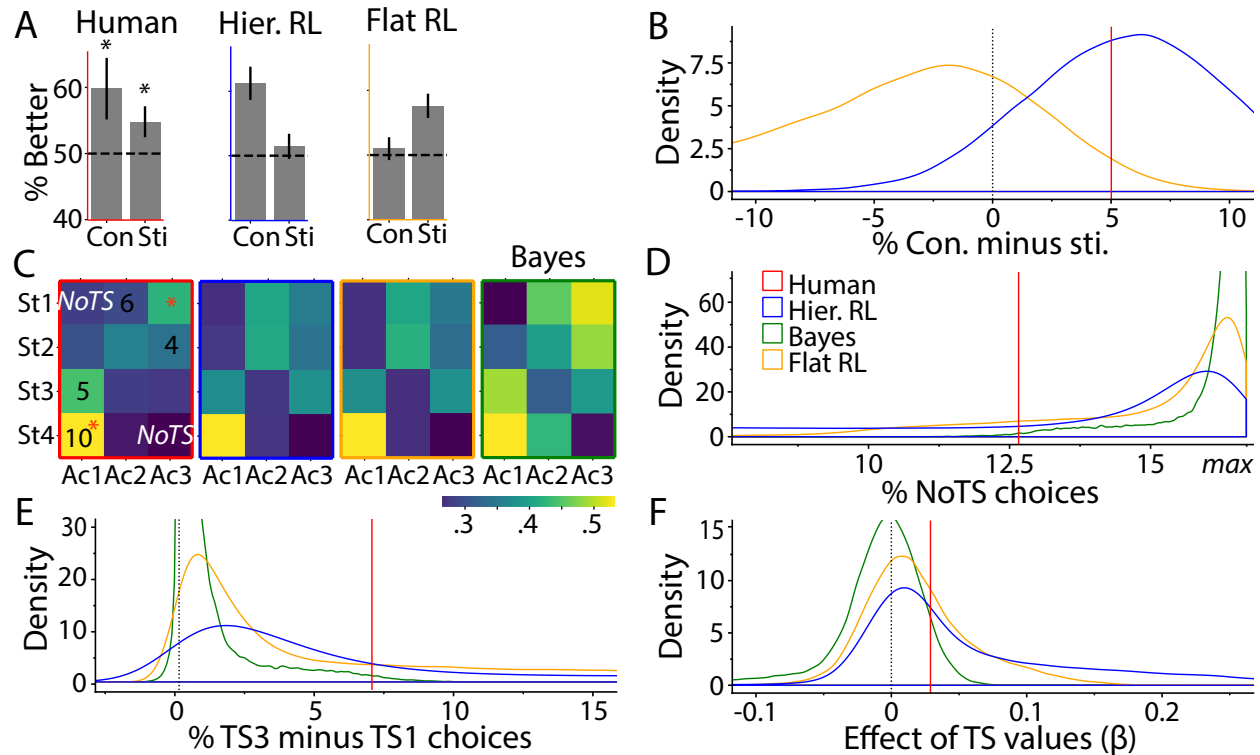 A
Human
Hier. RL
Flat RL
% Better
60
50
40
*
*
Con Sti
Con Sti
Con Sti
B
Density
7.5
5
2.5
0
-10
-5
0
5
10
% Con. minus sti.
C
Bayes
St1
St2
St3
St4
NoTS
6
*
4
5
10*
NoTS
Ac1 Ac2 Ac3
Ac1 Ac2 Ac3
Ac1 Ac2 Ac3
Ac1 Ac2 Ac3
.3
.4
.5
D
Density
60
40
20
0
Human
Hier. RL
Bayes
Flat RL
10
12.5
15
max
% NoTS choices
E
Density
30
20
10
0
0
5
10
15
% TS3 minus TS1 choices
F
Density
15
10
5
0
-0.1
0
0.1
0.2
Effect of TS values (β)